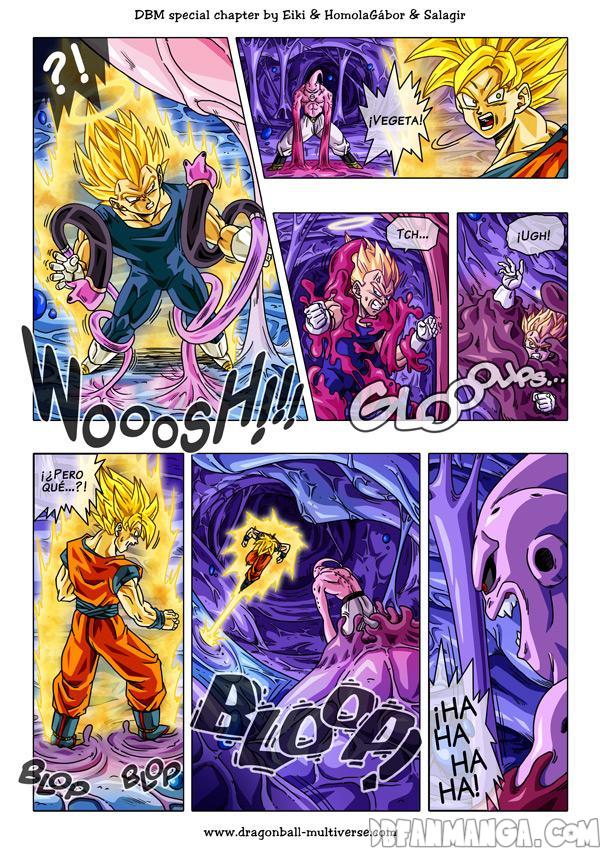 DBM special chapter by Eiki & HomolaGábor & Salagir
?!
¡VEGETA!
WOOOSH!!!
TCH...
¡UGH!
GLOOOUPS...
¡¿PERO
QUÉ...?!
BLOP
BLOP
BLOOP!
¡HA
HA
HA
HA!
www.dragonball-multiverse.com
DBFANMANGA.COM